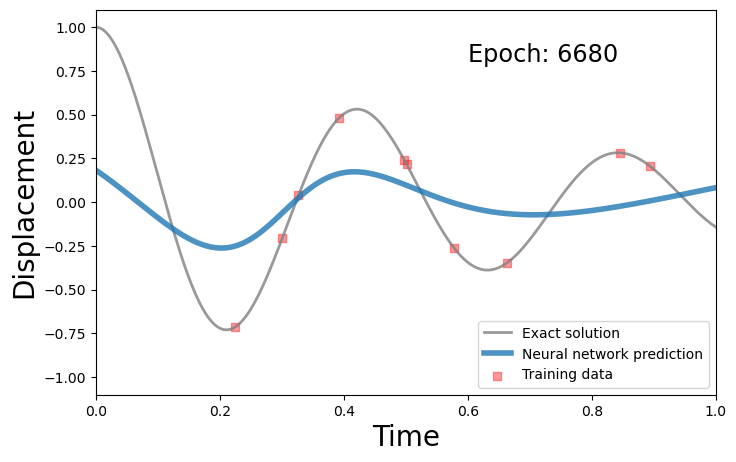 Epoch: 6680
Displacement
1.00
0.75
0.50
0.25
0.00
−0.25
−0.50
−0.75
−1.00
Exact solution
Neural network prediction
Training data
0.0
0.2
0.4
0.6
0.8
1.0
Time